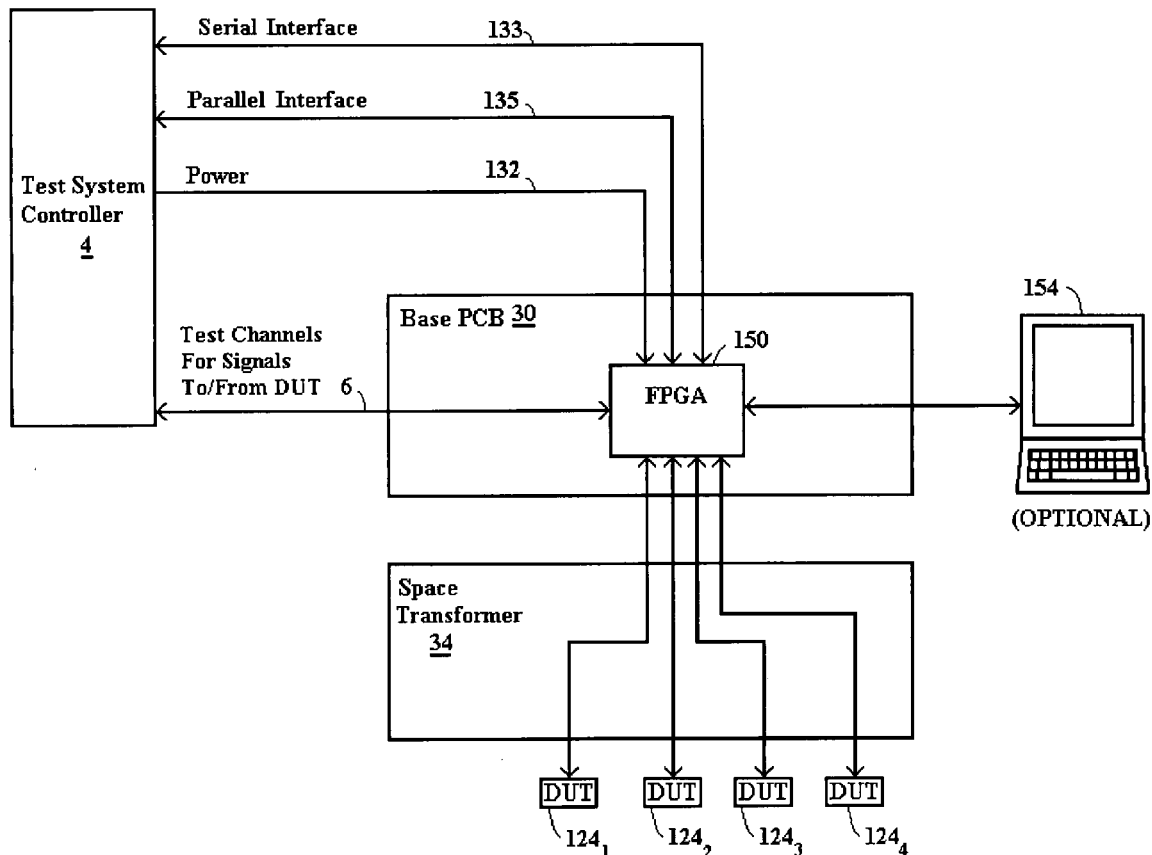 Serial Interface 133
Parallel Interface 135
Power 132
Test System
Controller
4
Test Channels
For Signals
To/From DUT 6
Base PCB 30
150
FPGA
154
(OPTIONAL)
Space
Transformer
34
DUT DUT DUT DUT
124₁ 124₂ 124₃ 124₄